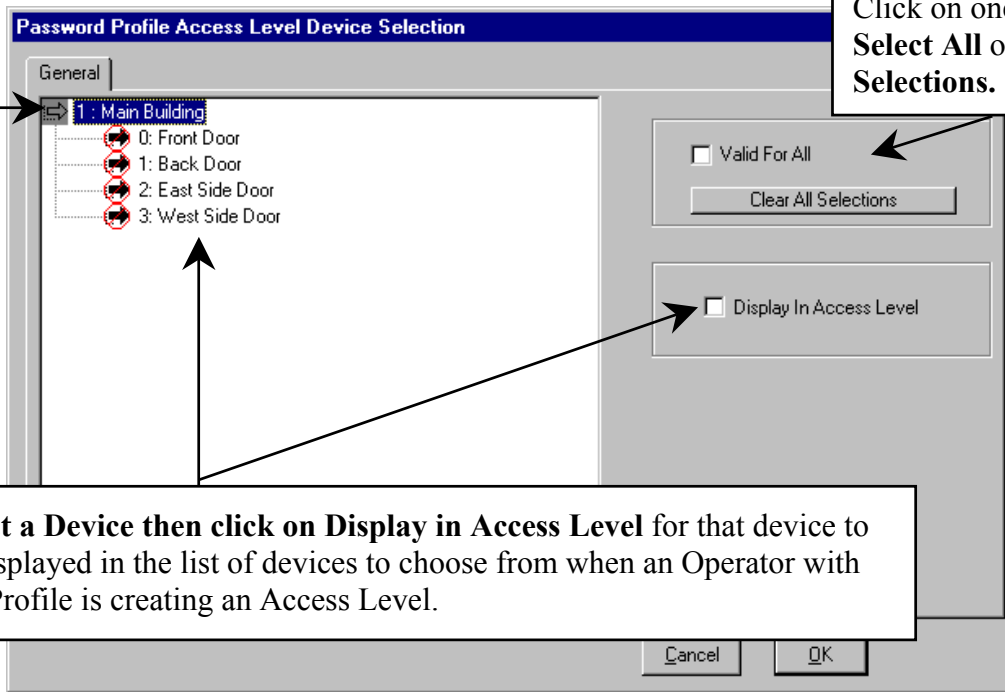 Click on one
Select All o
Selections.
Password Profile Access Level Device Selection
General
1 : Main Building
0: Front Door
1: Back Door
2: East Side Door
3: West Side Door
Valid For All
Clear All Selections
Display In Access Level
t a Device then click on Display in Access Level for that device to
splayed in the list of devices to choose from when an Operator with
Profile is creating an Access Level.
Cancel
OK